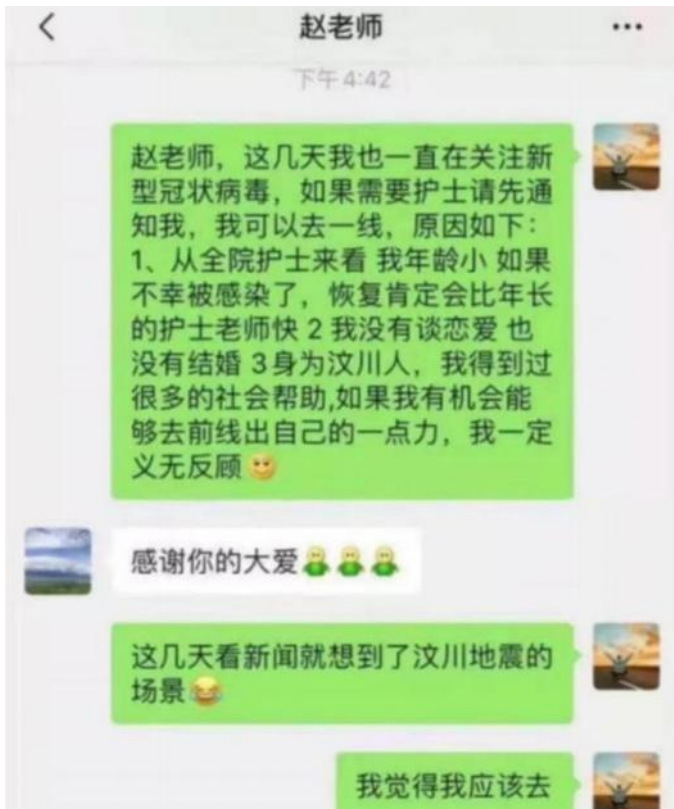 赵老师
下午 4:42
赵老师，这几天我也一直在关注新
型冠状病毒，如果需要护士请先通
知我，我可以去一线，原因如下：
1、从全院护士来看 我年龄小 如果
不幸被感染了，恢复肯定会比年长
的护士老师快 2 我没有谈恋爱 也
没有结婚 3 身为汶川人，我得到过
很多的社会帮助,如果我有机会能
够去前线出自己的一点力，我一定
义无反顾
感谢你的大爱
这几天看新闻就想到了汶川地震的
场景
我觉得我应该去